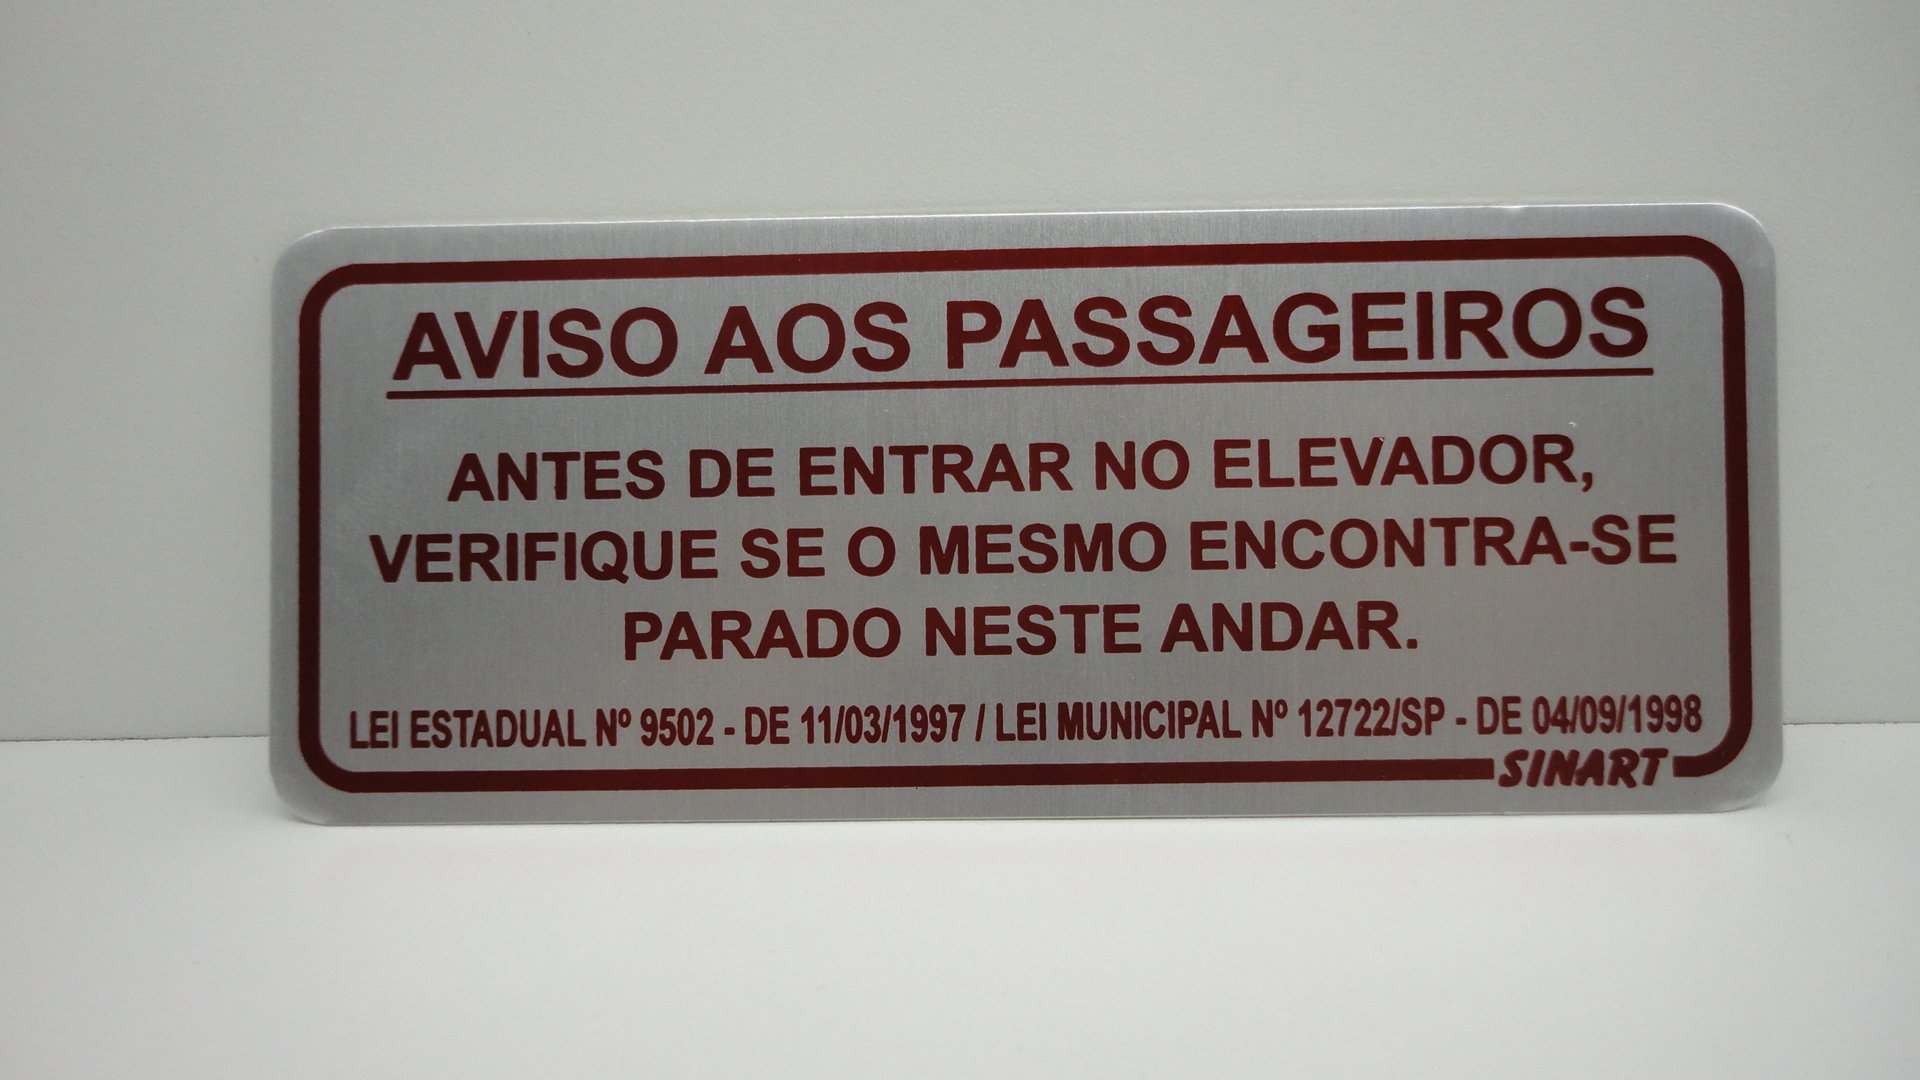 AVISO AOS PASSAGEIROS
ANTES DE ENTRAR NO ELEVADOR,
VERIFIQUE SE O MESMO ENCONTRA-SE
PARADO NESTE ANDAR.
LEI ESTADUAL Nº 9502 - DE 11/03/1997 / LEI MUNICIPAL Nº 12722/SP - DE 04/09/1998
SINART